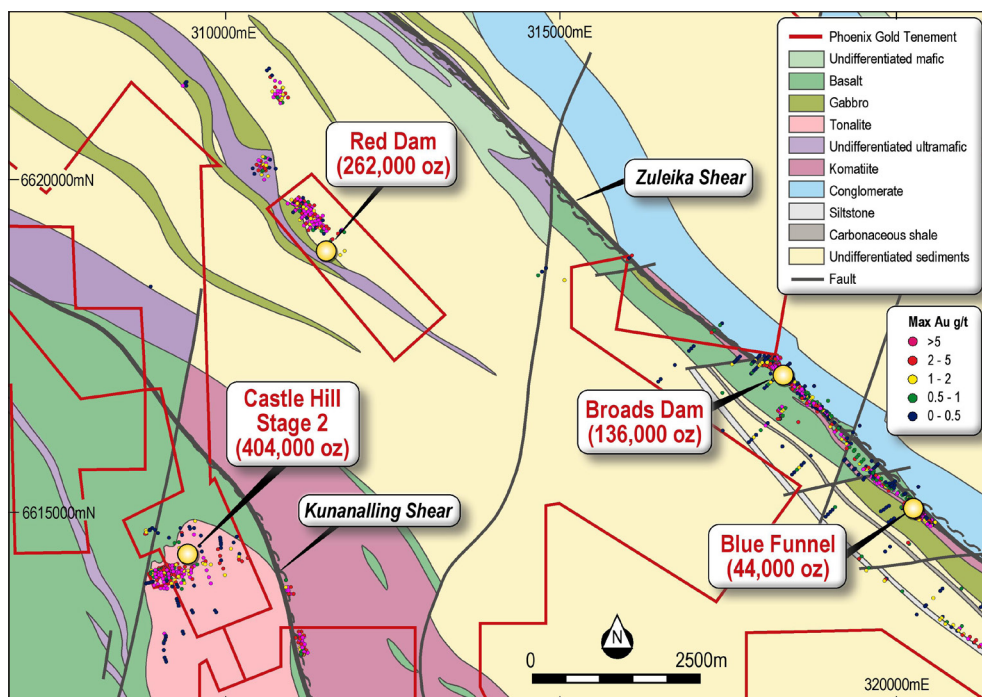 310000mE
315000mE
6620000mN
6615000mN
320000mE
Red Dam
(262,000 oz)
Zuleika Shear
Castle Hill
Stage 2
(404,000 oz)
Kunanalling Shear
Broads Dam
(136,000 oz)
Blue Funnel
(44,000 oz)
Phoenix Gold Tenement
Undifferentiated mafic
Basalt
Gabbro
Tonalite
Undifferentiated ultramafic
Komatiite
Conglomerate
Siltstone
Carbonaceous shale
Undifferentiated sediments
Fault
Max Au g/t
>5
2 - 5
1 - 2
0.5 - 1
0 - 0.5
N
0 2500m